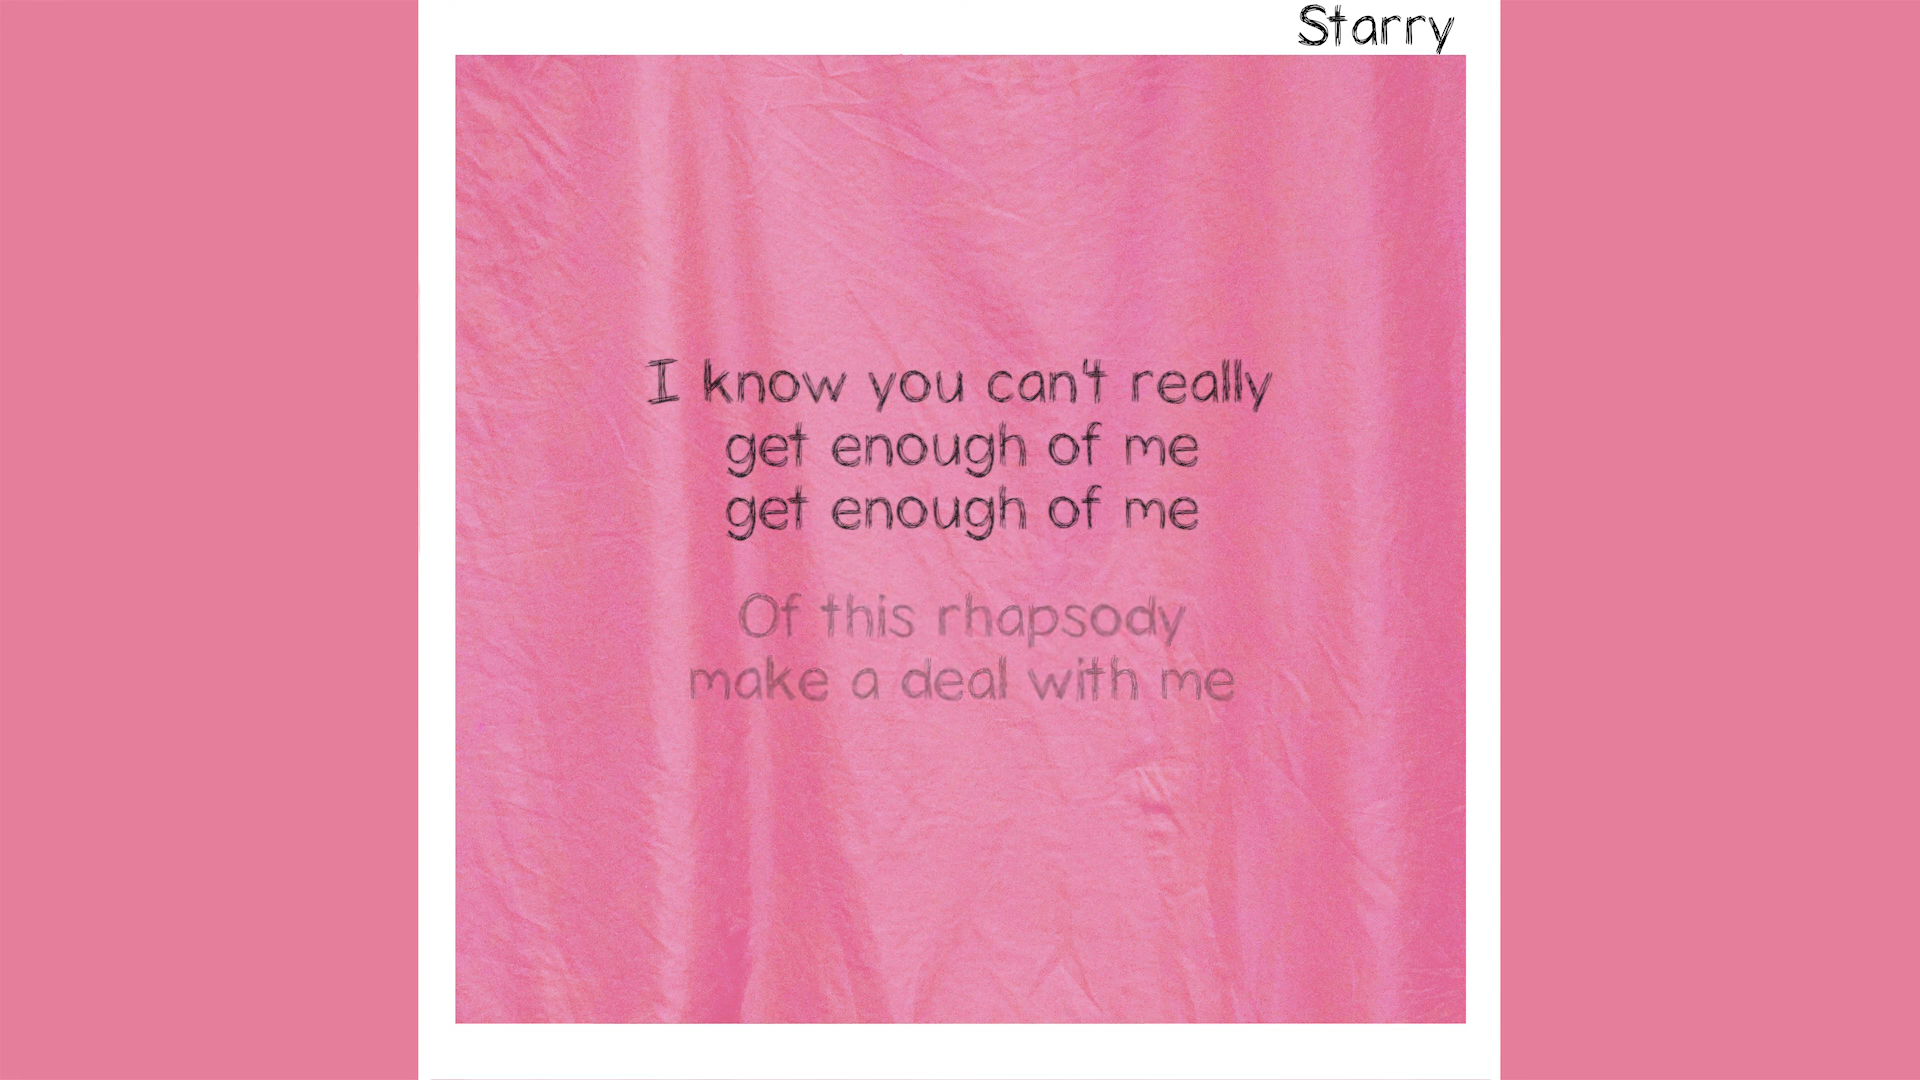 Starry
I know you can't really
get enough of me
get enough of me
Of this rhapsody
make a deal with me